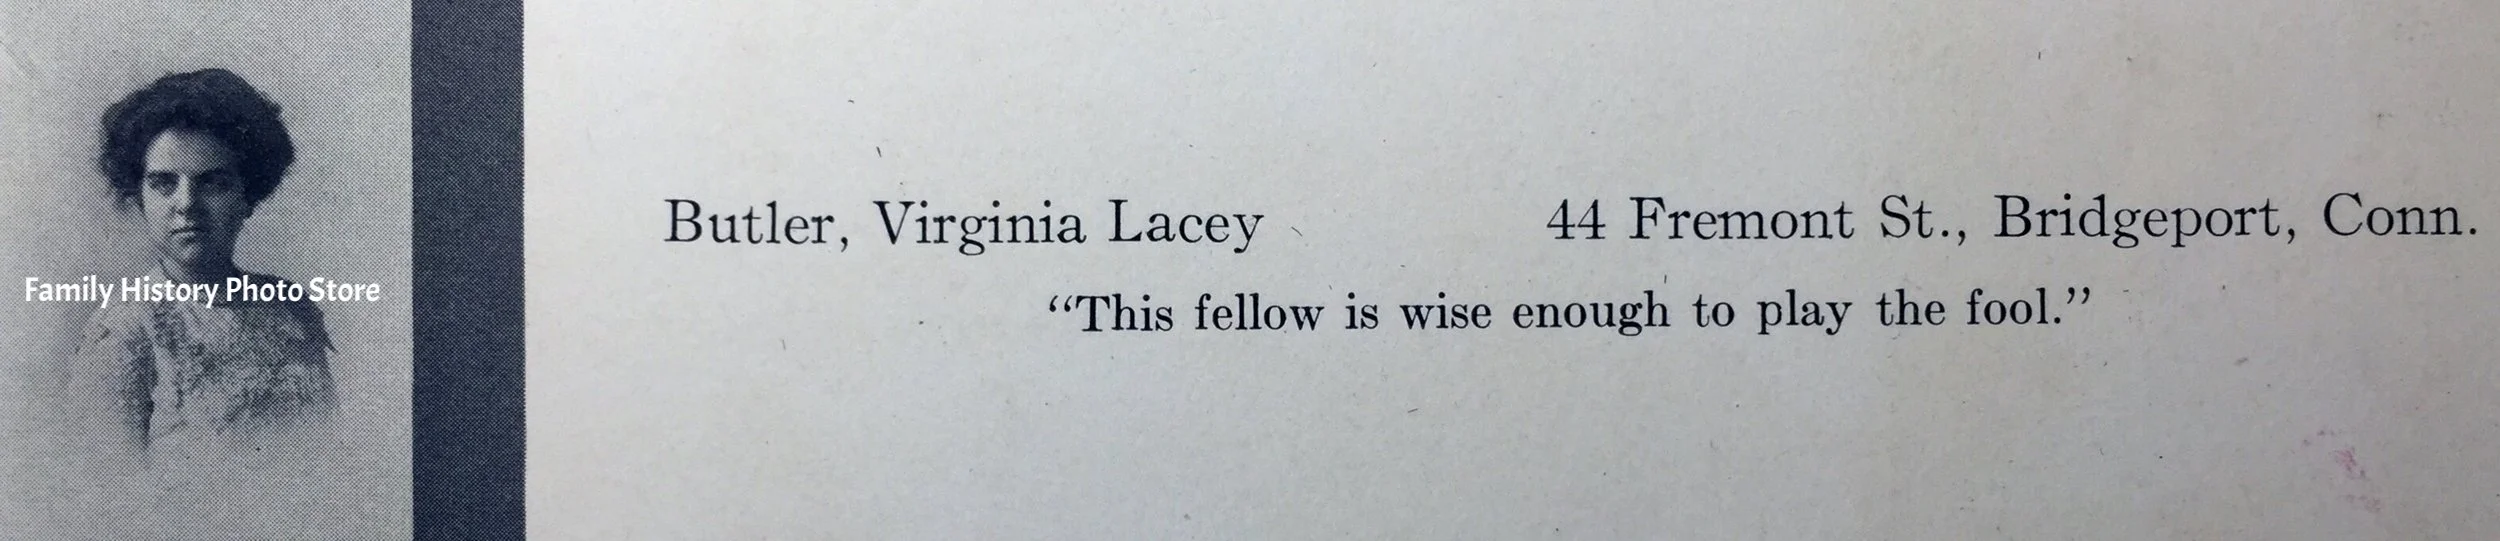 Butler, Virginia Lacey 44 Fremont St., Bridgeport, Conn.
Family History Photo Store
“This fellow is wise enough to play the fool.”